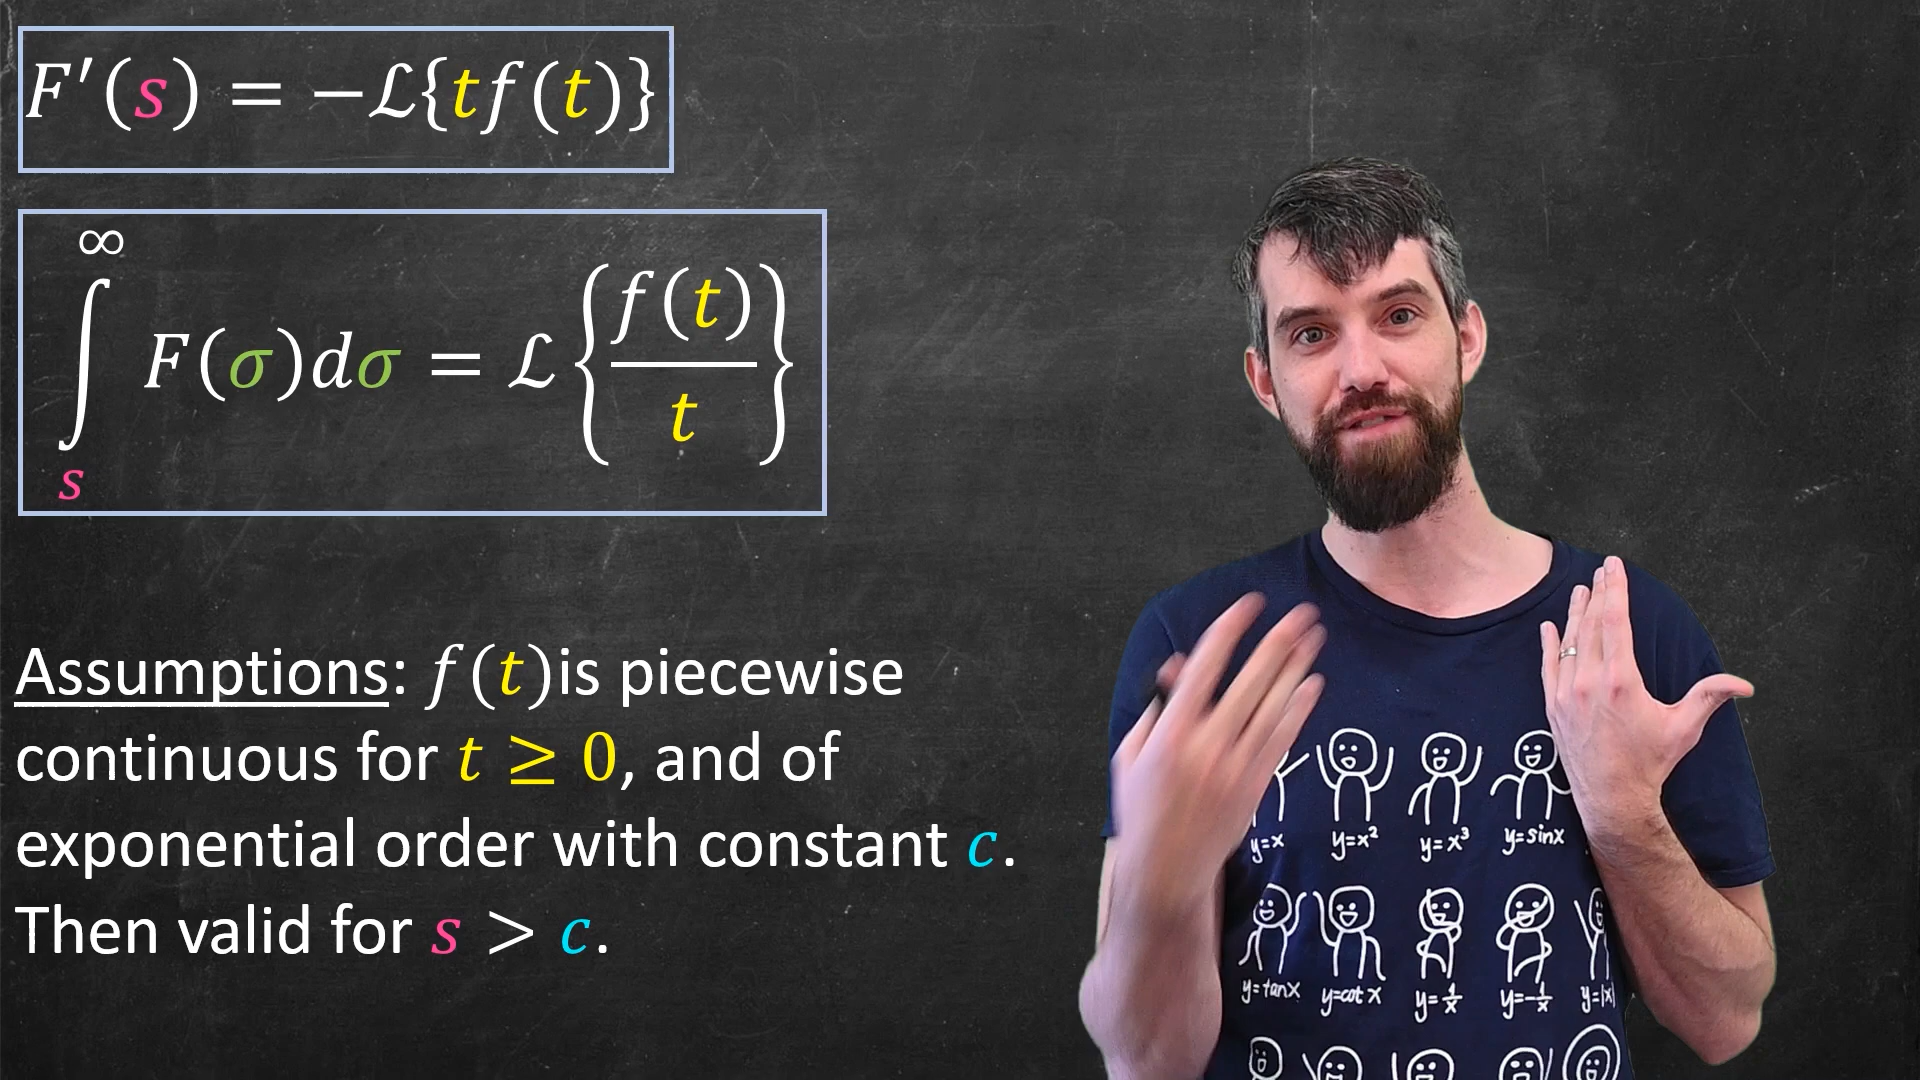 F′(s) = −ℒ{tf(t)}
∫ₛ^∞ F(σ)dσ = ℒ{f(t)/t}
Assumptions: f(t)is piecewise
continuous for t ≥ 0, and of
exponential order with constant c.
Then valid for s > c.
y=x y=x² y=x³ y=sinx
y=tanx y=cotx y=1/x y=-1/x y=|x|